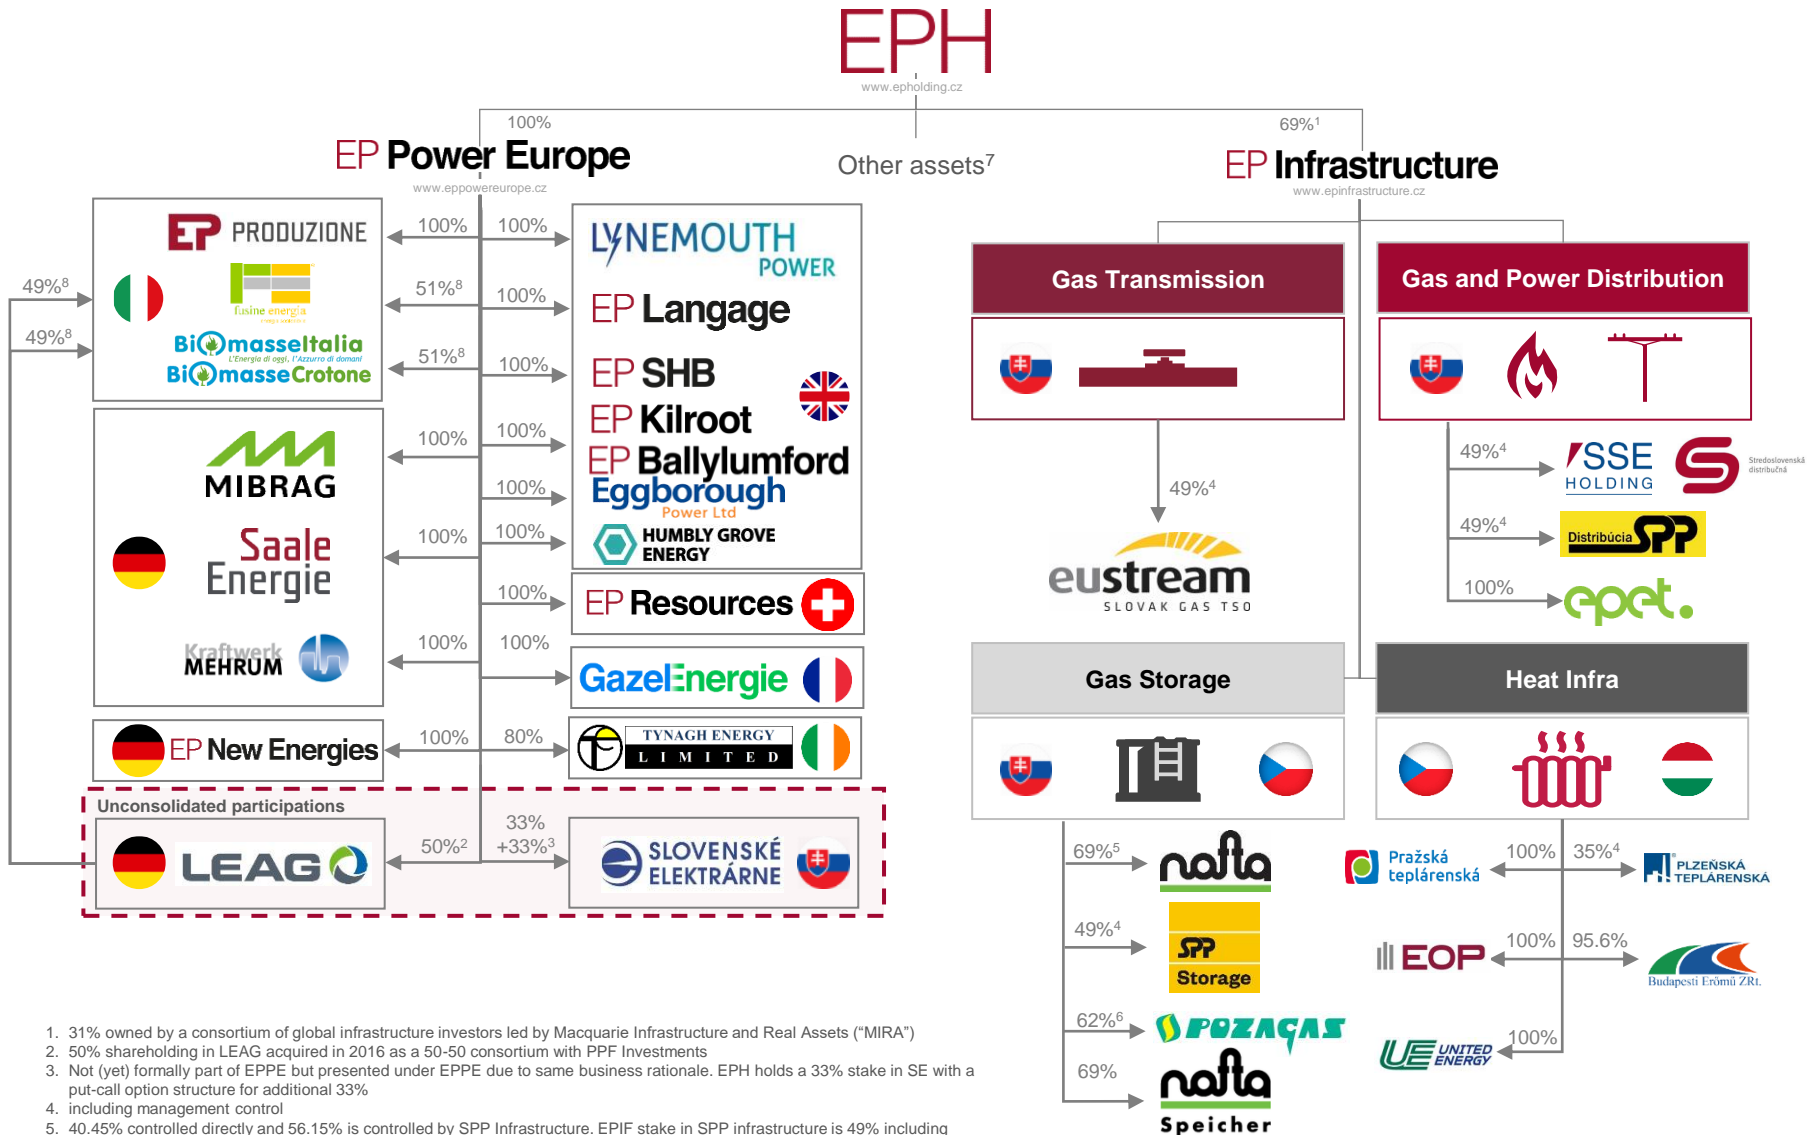 EPH
www.epholding.cz
100%
69%1
EP Power Europe
www.eppowereurope.cz
Other assets7
EP Infrastructure
www.epinfrastructure.cz
EP PRODUZIONE
100%
100%
LYNEMOUTH
POWER
49%8
fusine energia
51%8
100%
EP Langage
49%8
BiomasseItalia
L'Energia di oggi, l'Azzurro di domani
BiomasseCrotone
51%8
100%
EP SHB
EP Kilroot
MIBRAG
100%
100%
EP Ballylumford
100%
Eggborough
Power Ltd
Saale
Energie
100%
100%
HUMBLY GROVE
ENERGY
100%
EP Resources
Kraftwerk
MEHRUM
100%
100%
GazelEnergie
EP New Energies
100%
80%
TYNAGH ENERGY
LIMITED
Unconsolidated participations
LEAG
50%2
33%
+33%3
SLOVENSKÉ
ELEKTRÁRNE
Gas Transmission
49%4
eustream
SLOVAK GAS TSO
Gas and Power Distribution
49%4
SSE
HOLDING
Stredoslovenská
distribučná
49%4
Distribúcia SPP
100%
epet.
Gas Storage
69%5
nafta
49%4
SPP
Storage
62%6
POZAGAS
69%
nafta
Speicher
Heat Infra
Pražská
teplárenská
100%
35%4
PLZEŇSKÁ
TEPLÁRENSKÁ
EOP
100%
95.6%
Budapesti Erőmű ZRt.
UE UNITED
ENERGY
100%
1. 31% owned by a consortium of global infrastructure investors led by Macquarie Infrastructure and Real Assets (“MIRA”)
2. 50% shareholding in LEAG acquired in 2016 as a 50-50 consortium with PPF Investments
3. Not (yet) formally part of EPPE but presented under EPPE due to same business rationale. EPH holds a 33% stake in SE with a
put-call option structure for additional 33%
4. including management control
5. 40.45% controlled directly and 56.15% is controlled by SPP Infrastructure. EPIF stake in SPP infrastructure is 49% including